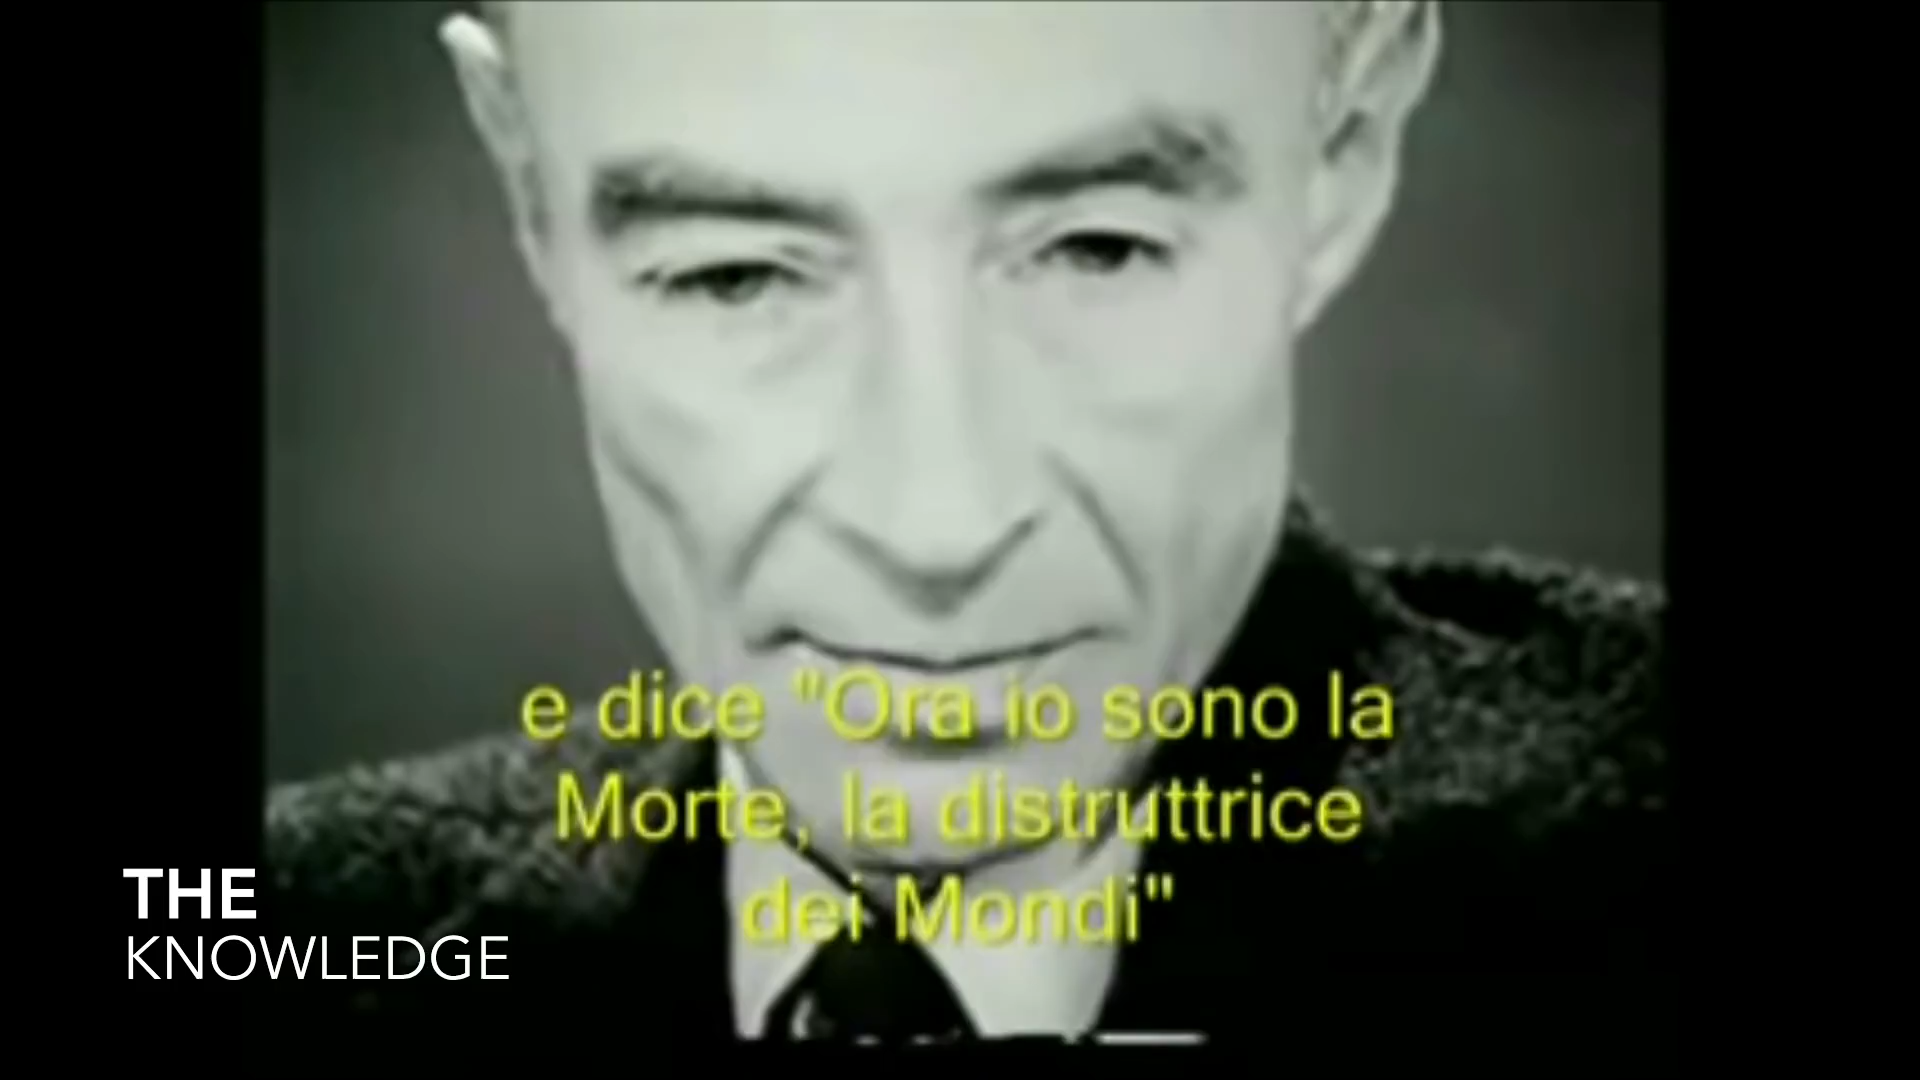 e dice "Ora io sono la
Morte, la distruttrice
dei Mondi"
THE
KNOWLEDGE